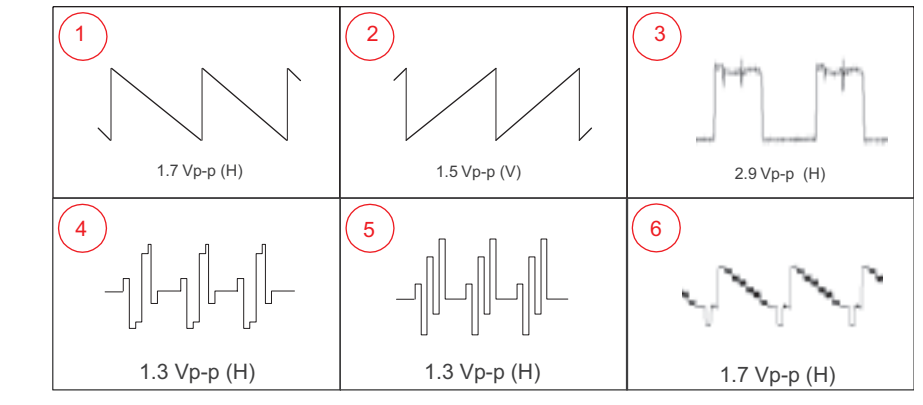 1
2
3
1.7 Vp-p (H)
1.5 Vp-p (V)
2.9 Vp-p (H)
4
5
6
1.3 Vp-p (H)
1.3 Vp-p (H)
1.7 Vp-p (H)